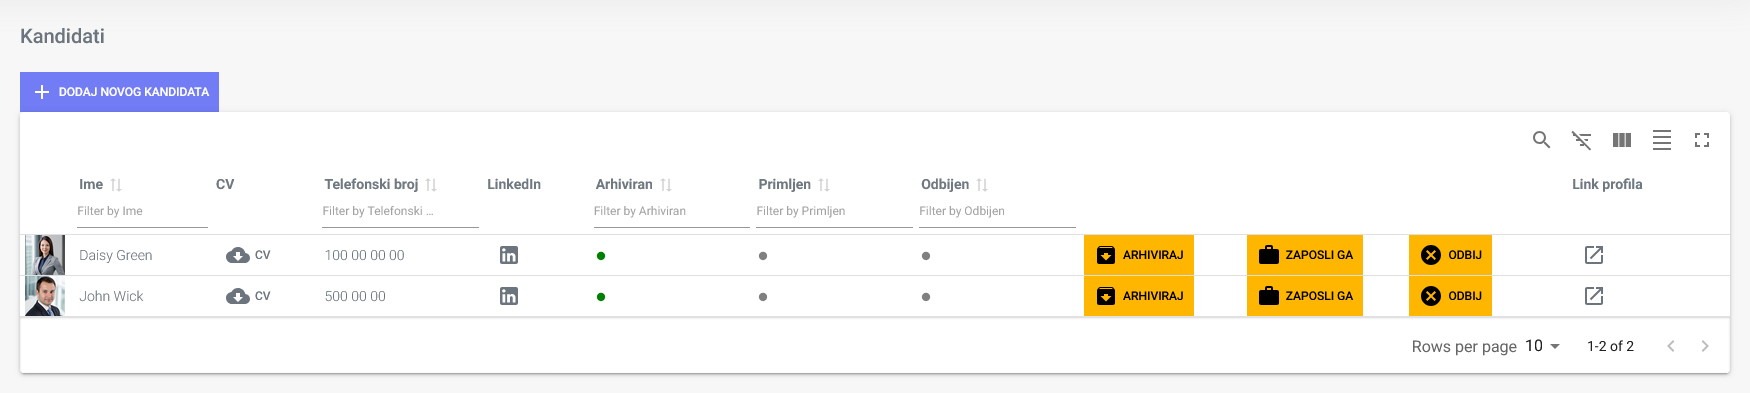 Kandidati
DODAJ NOVOG KANDIDATA
Ime CV Telefonski broj LinkedIn Arhiviran Primljen Odbijen Link profila
Filter by Ime Filter by Telefonski ... Filter by Arhiviran Filter by Primljen Filter by Odbijen
Daisy Green CV 100 00 00 00 in ARHIVIRAJ ZAPOSLI GA ODBIJ
John Wick CV 500 00 00 in ARHIVIRAJ ZAPOSLI GA ODBIJ
Rows per page 10 1-2 of 2